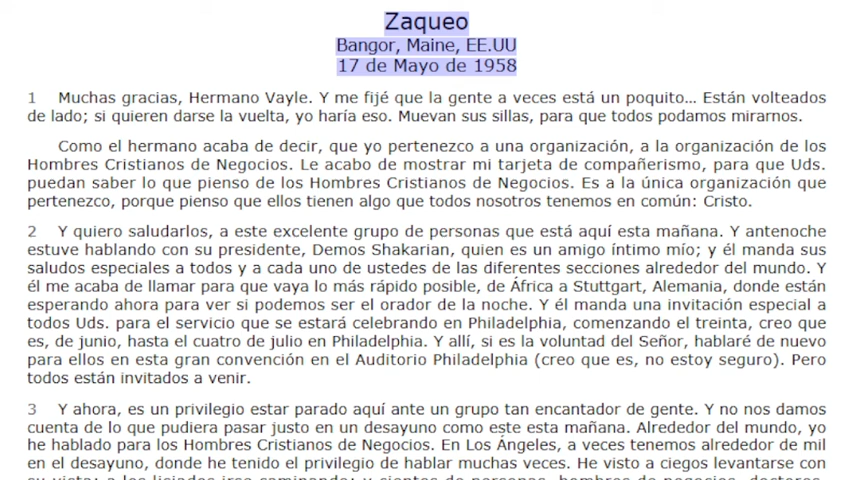 Zaqueo
Bangor, Maine, EE.UU
17 de Mayo de 1958
1 Muchas gracias, Hermano Vayle. Y me fijé que la gente a veces está un poquito... Están volteados
de lado; si quieren darse la vuelta, yo haría eso. Muevan sus sillas, para que todos podamos mirarnos.
Como el hermano acaba de decir, que yo pertenezco a una organización, a la organización de los
Hombres Cristianos de Negocios. Le acabo de mostrar mi tarjeta de compañerismo, para que Uds.
puedan saber lo que pienso de los Hombres Cristianos de Negocios. Es a la única organización que
pertenezco, porque pienso que ellos tienen algo que todos nosotros tenemos en común: Cristo.
2 Y quiero saludarlos, a este excelente grupo de personas que está aquí esta mañana. Y antenoche
estuve hablando con su presidente, Demos Shakarian, quien es un amigo íntimo mío; y él manda sus
saludos especiales a todos y a cada uno de ustedes de las diferentes secciones alrededor del mundo. Y
él me acaba de llamar para que vaya lo más rápido posible, de África a Stuttgart, Alemania, donde están
esperando ahora para ver si podemos ser el orador de la noche. Y él manda una invitación especial a
todos Uds. para el servicio que se estará celebrando en Philadelphia, comenzando el treinta, creo que
es, de junio, hasta el cuatro de julio en Philadelphia. Y allí, si es la voluntad del Señor, hablaré de nuevo
para ellos en esta gran convención en el Auditorio Philadelphia (creo que es, no estoy seguro). Pero
todos están invitados a venir.
3 Y ahora, es un privilegio estar parado aquí ante un grupo tan encantador de gente. Y no nos damos
cuenta de lo que pudiera pasar justo en un desayuno como este esta mañana. Alrededor del mundo, yo
he hablado para los Hombres Cristianos de Negocios. En Los Ángeles, a veces tenemos alrededor de mil
en el desayuno, donde he tenido el privilegio de hablar muchas veces. He visto a ciegos levantarse con
su vista; a los lisiados irse caminando; y cientos de personas, hombres de negocios, doctores,